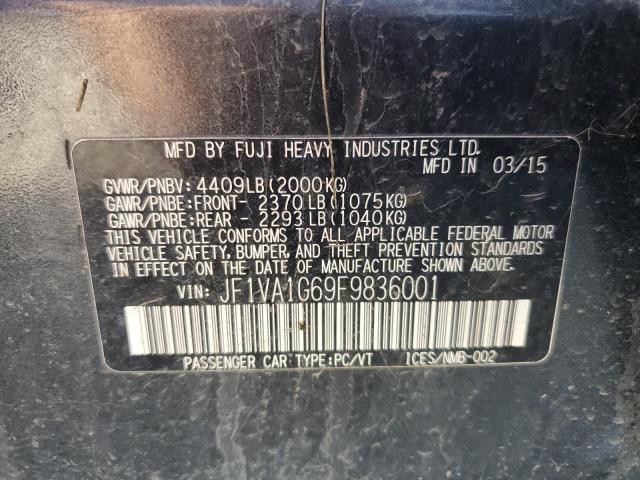 MFD BY FUJI HEAVY INDUSTRIES LTD.
MFD IN 03/15
GVWR/PNBV: 4409LB(2000KG)
GAWR/PNBE:FRONT- 2370LB(1075KG)
GAWR/PNBE:REAR - 2293LB(1040KG)
THIS VEHICLE CONFORMS TO ALL APPLICABLE FEDERAL MOTOR
VEHICLE SAFETY, BUMPER, AND THEFT PREVENTION STANDARDS
IN EFFECT ON THE DATE OF MANUFACTURE SHOWN ABOVE.
VIN: JF1VA1G69F9836001
PASSENGER CAR TYPE:PC/VT ICES/NMB-002